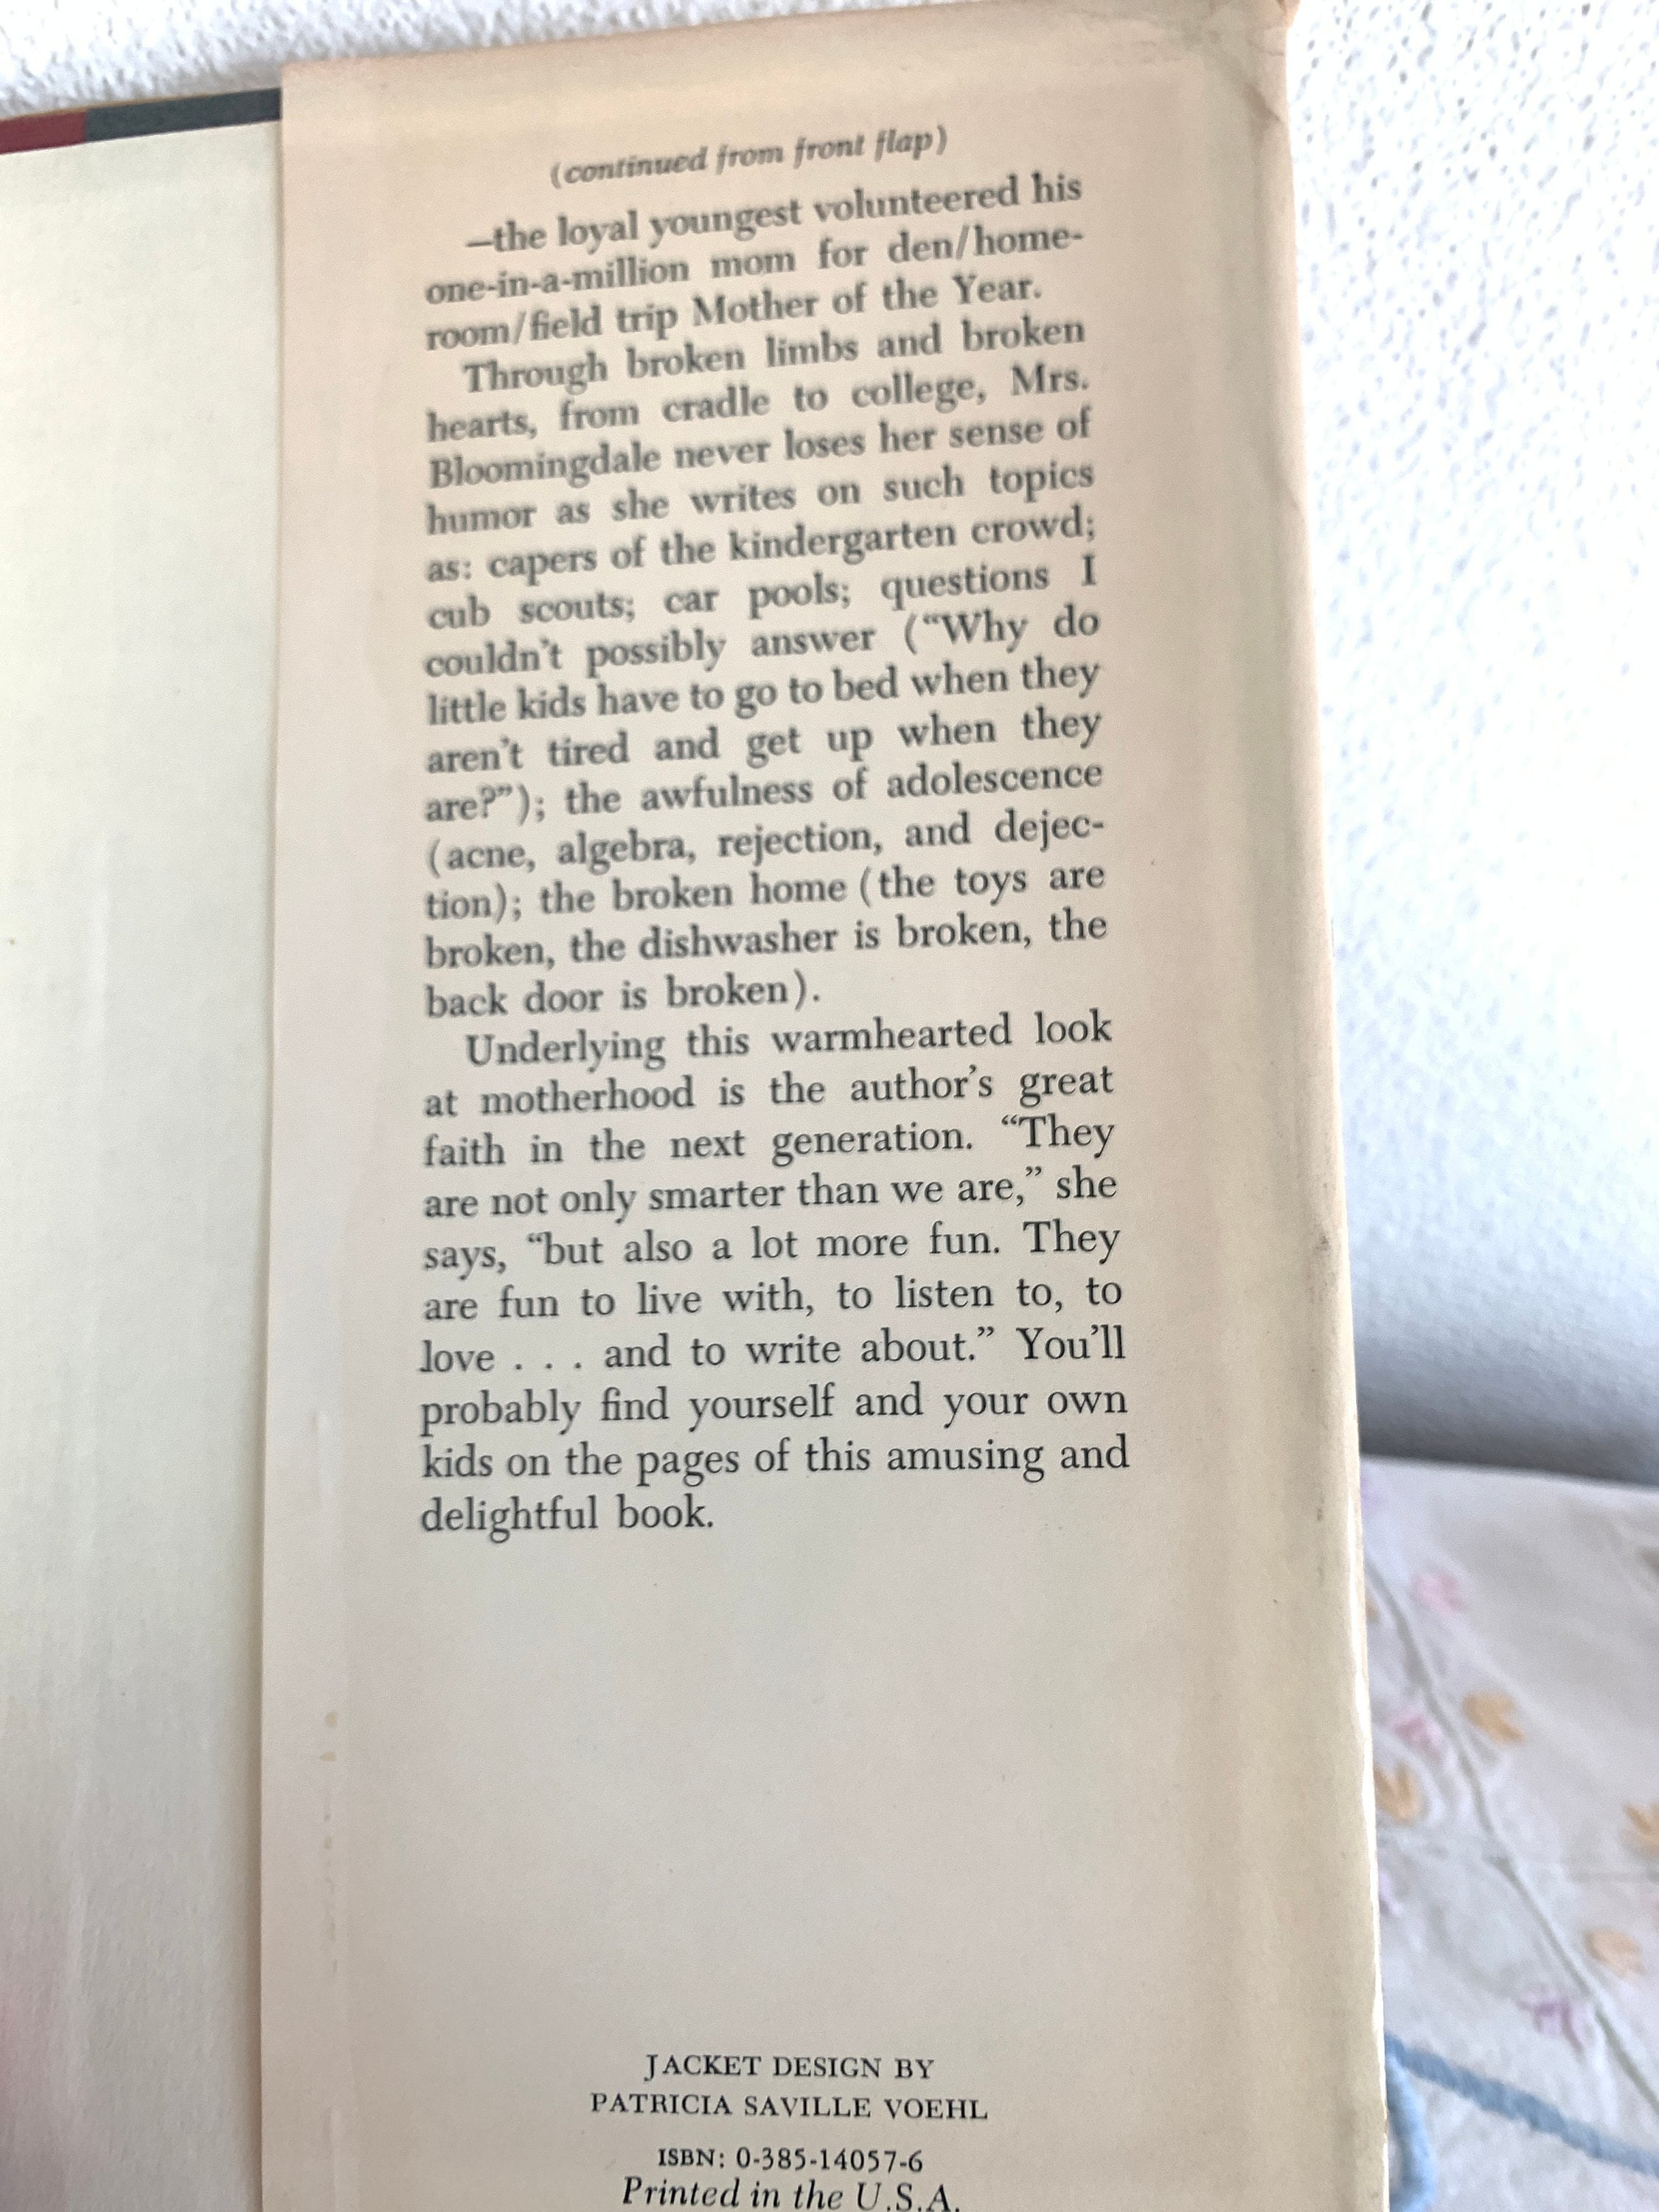 (continued from front flap)
—the loyal youngest volunteered his
one-in-a-million mom for den/home-
room/field trip Mother of the Year.
Through broken limbs and broken
hearts, from cradle to college, Mrs.
Bloomingdale never loses her sense of
humor as she writes on such topics
as: capers of the kindergarten crowd;
cub scouts; car pools; questions I
couldn't possibly answer (“Why do
little kids have to go to bed when they
aren't tired and get up when they
are?”); the awfulness of adolescence
(acne, algebra, rejection, and dejec-
tion); the broken home (the toys are
broken, the dishwasher is broken, the
back door is broken).
Underlying this warmhearted look
at motherhood is the author's great
faith in the next generation. “They
are not only smarter than we are,” she
says, “but also a lot more fun. They
are fun to live with, to listen to, to
love . . . and to write about.” You'll
probably find yourself and your own
kids on the pages of this amusing and
delightful book.
JACKET DESIGN BY
PATRICIA SAVILLE VOEHL
ISBN: 0-385-14057-6
Printed in the U.S.A.